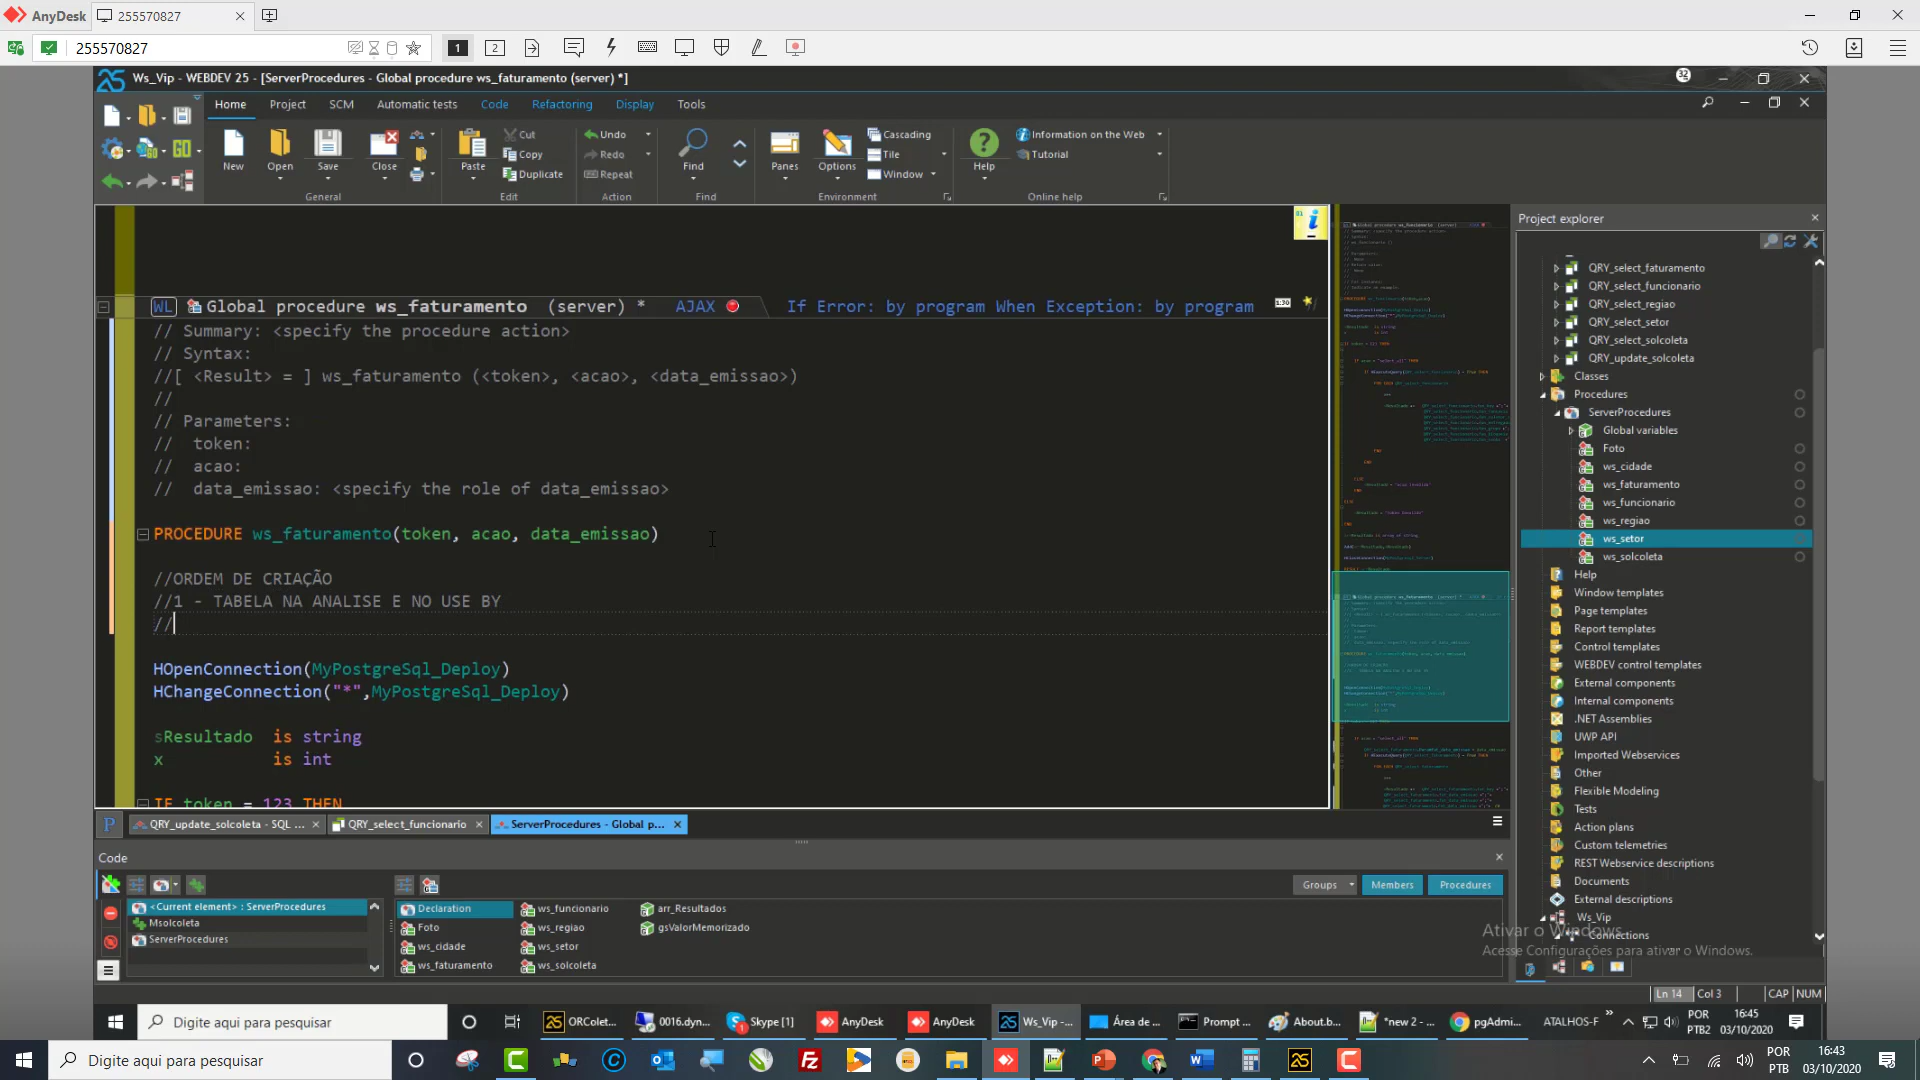 AnyDesk
255570827
255570827
1
2
Ws_Vip - WEBDEV 25 - [ServerProcedures - Global procedure ws_faturamento (server) *]
32
Home
Project
SCM
Automatic tests
Code
Refactoring
Display
Tools
New
Open
Save
Close
General
Paste
Cut
Copy
Duplicate
Edit
Undo
Redo
Repeat
Action
Find
Find
Panes
Options
Cascading
Tile
Window
Environment
Help
Information on the Web
Tutorial
Online help
WL Global procedure ws_faturamento (server) * AJAX If Error: by program When Exception: by program
// Summary: <specify the procedure action>
// Syntax:
//[ <Result> = ] ws_faturamento (<token>, <acao>, <data_emissao>)
//
// Parameters:
// token:
// acao:
// data_emissao: <specify the role of data_emissao>
PROCEDURE ws_faturamento(token, acao, data_emissao)
//ORDEM DE CRIAÇÃO
//1 - TABELA NA ANALISE E NO USE BY
//
HOpenConnection(MyPostgreSql_Deploy)
HChangeConnection("*",MyPostgreSql_Deploy)
sResultado is string
x is int
IF token = 123 THEN
Project explorer
QRY_select_faturamento
QRY_select_funcionario
QRY_select_regiao
QRY_select_setor
QRY_select_solcoleta
QRY_update_solcoleta
Classes
Procedures
ServerProcedures
Global variables
Foto
ws_cidade
ws_faturamento
ws_funcionario
ws_regiao
ws_setor
ws_solcoleta
Help
Window templates
Page templates
Report templates
Control templates
WEBDEV control templates
External components
Internal components
.NET Assemblies
UWP API
Imported Webservices
Other
Flexible Modeling
Tests
Action plans
Custom telemetries
REST Webservice descriptions
Documents
External descriptions
Ws_Vip
Connections
Ativar o Windows
Acesse Configurações para ativar o Windows.
QRY_update_solcoleta - SQL ...
QRY_select_funcionario
ServerProcedures - Global p...
Code
Groups
Members
Procedures
<Current element> : ServerProcedures
Msolcoleta
ServerProcedures
Declaration
Foto
ws_cidade
ws_faturamento
ws_funcionario
ws_regiao
ws_setor
ws_solcoleta
arr_Resultados
gsValorMemorizado
Ln 14
Col 3
CAP
NUM
Digite aqui para pesquisar
ORColet...
0016.dyn...
Skype [1]
AnyDesk
AnyDesk
Ws_Vip -...
Área de ...
Prompt ...
About.b...
*new 2 - ...
pgAdmi...
ATALHOS-F
POR
PTB2
16:45
03/10/2020
Digite aqui para pesquisar
POR
PTB
16:43
03/10/2020